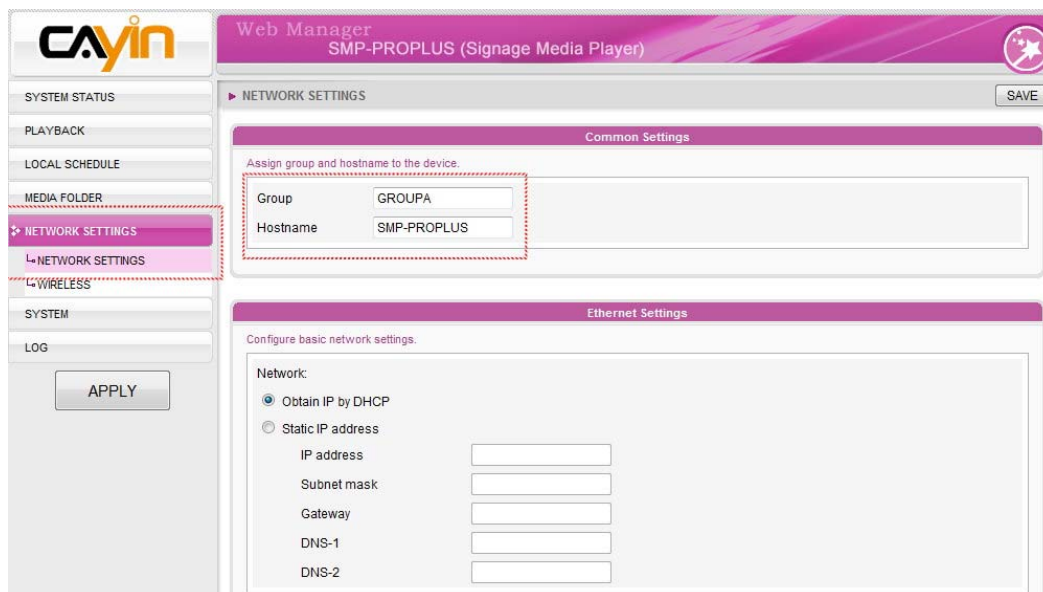 CAyin
Web Manager
SMP-PROPLUS (Signage Media Player)
SYSTEM STATUS
PLAYBACK
LOCAL SCHEDULE
MEDIA FOLDER
NETWORK SETTINGS
NETWORK SETTINGS
WIRELESS
SYSTEM
LOG
APPLY
NETWORK SETTINGS
SAVE
Common Settings
Assign group and hostname to the device.
Group GROUPA
Hostname SMP-PROPLUS
Ethernet Settings
Configure basic network settings.
Network:
Obtain IP by DHCP
Static IP address
IP address
Subnet mask
Gateway
DNS-1
DNS-2